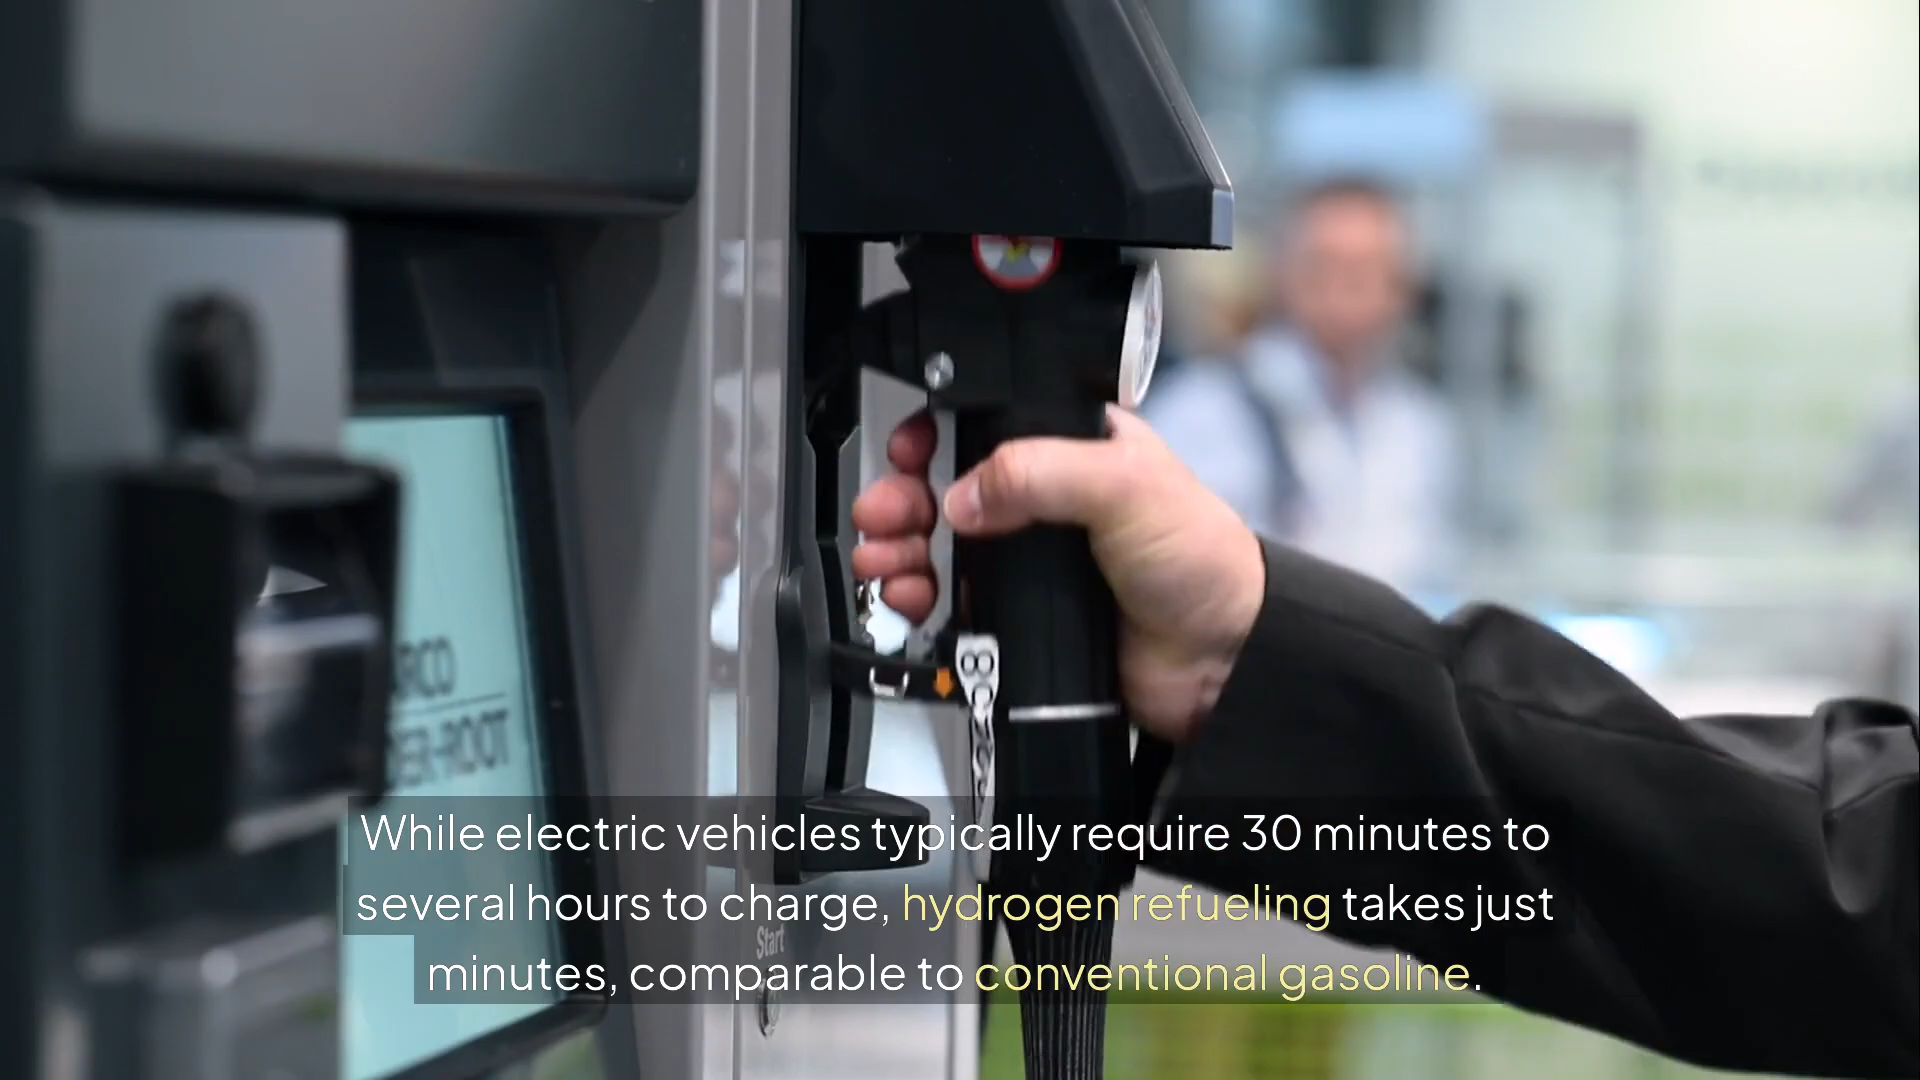 While electric vehicles typically require 30 minutes to
several hours to charge, hydrogen refueling takes just
minutes, comparable to conventional gasoline.
Start